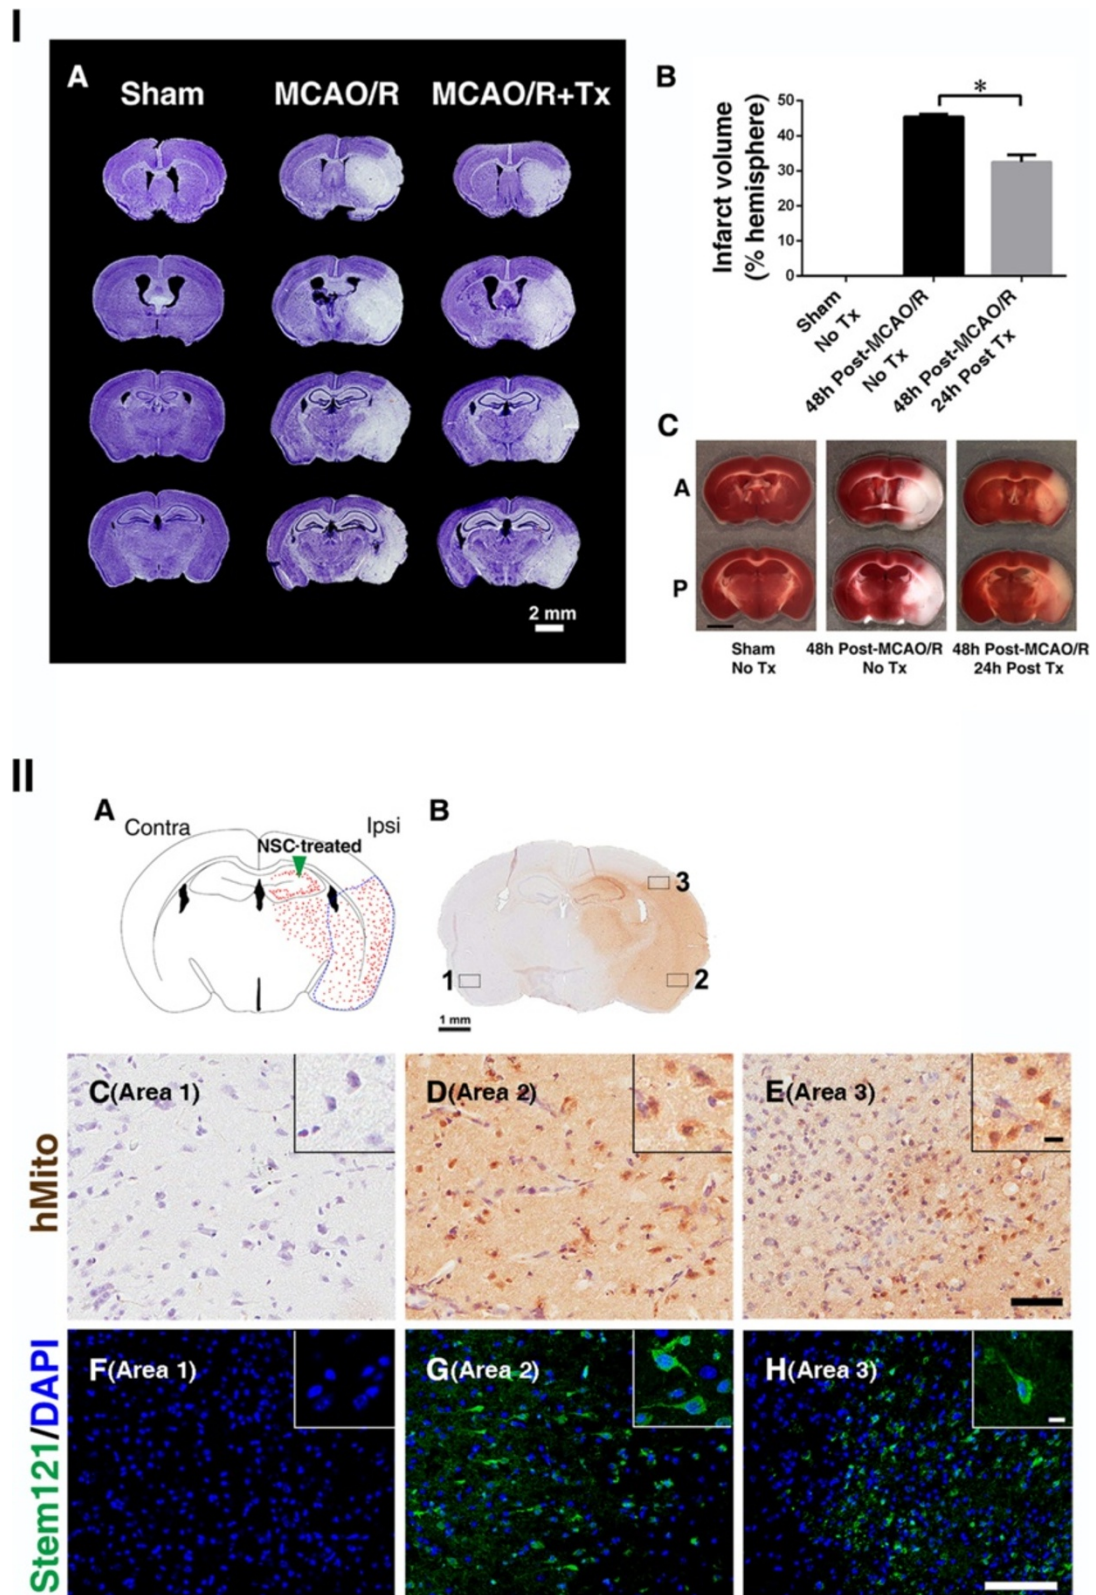 I
A
Sham MCAO/R MCAO/R+Tx
2 mm
B
Infarct volume
(% hemisphere)
50
40
30
20
10
0
Sham
No Tx
48h Post-MCAO/R
No Tx
48h Post-MCAO/R
24h Post Tx
*
C
A
P
Sham
No Tx
48h Post-MCAO/R
No Tx
48h Post-MCAO/R
24h Post Tx
II
A
Contra
Ipsi
NSC-treated
B
3
1
2
1 mm
hMito
C(Area 1)
D(Area 2)
E(Area 3)
Stem121/DAPI
F(Area 1)
G(Area 2)
H(Area 3)